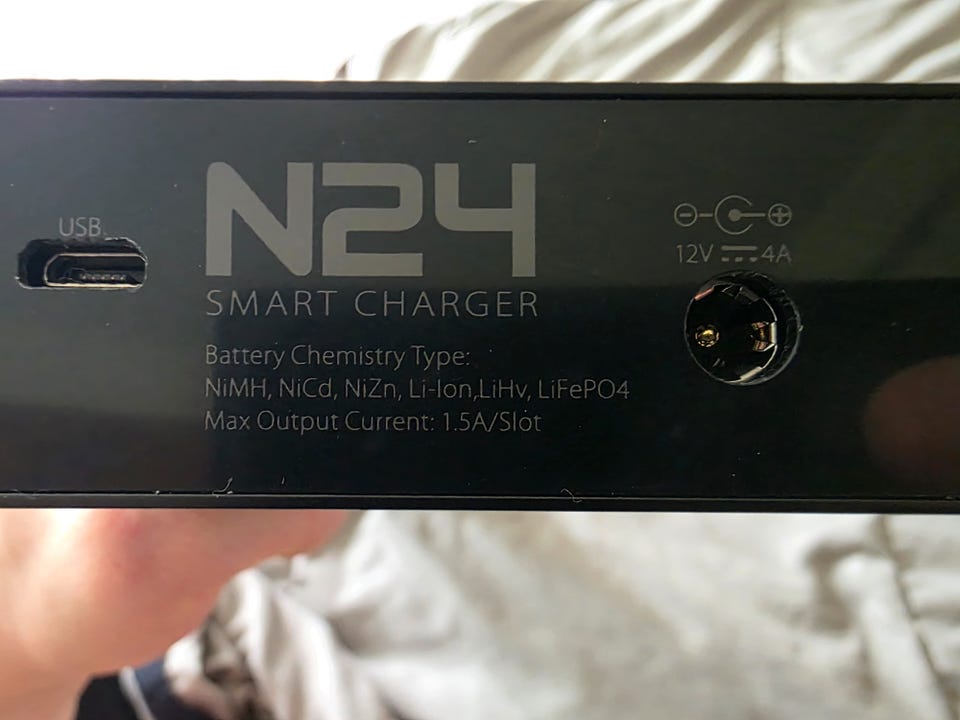 USB
N24
SMART CHARGER
Battery Chemistry Type:
NiMH, NiCd, NiZn, Li-Ion,LiHv, LiFePO4
Max Output Current: 1.5A/Slot
12V ⎓ 4A